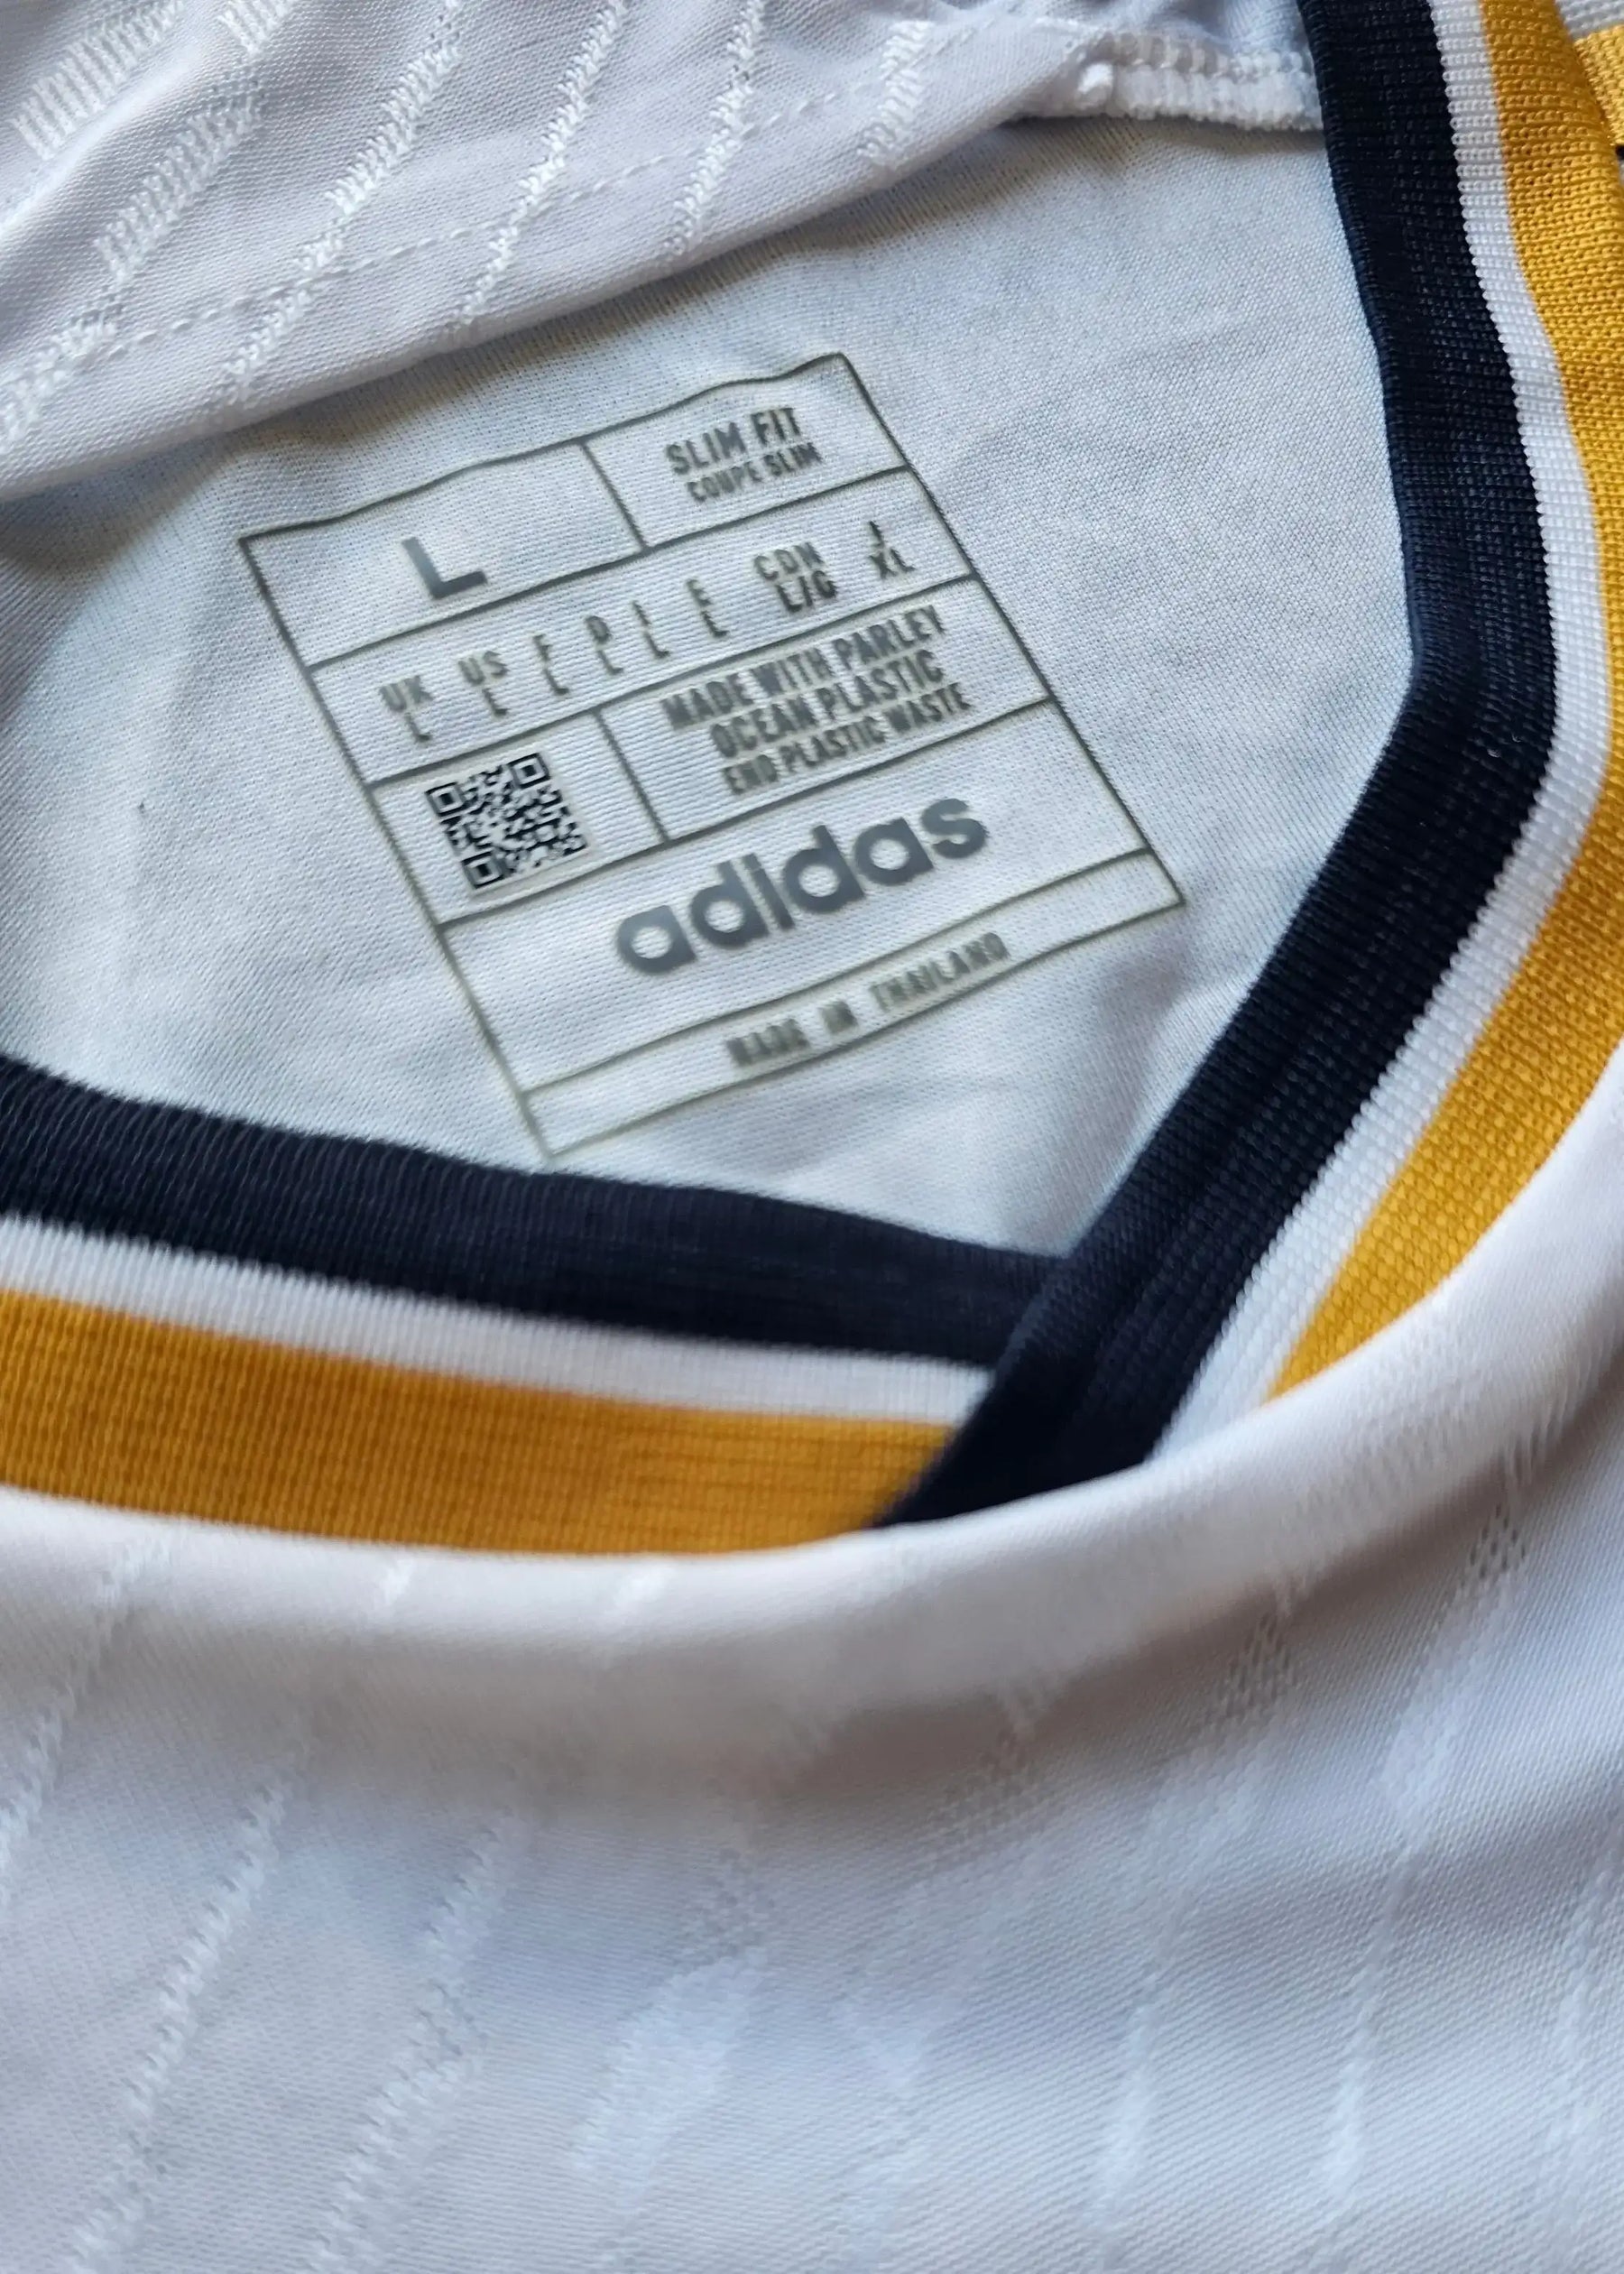 L
SLIM FIT
COUPE SLIM
UK US F D I E CDN J
L L L L L L L/G XL
MADE WITH PARLEY
OCEAN PLASTIC
END PLASTIC WASTE
adidas
MADE IN THAILAND